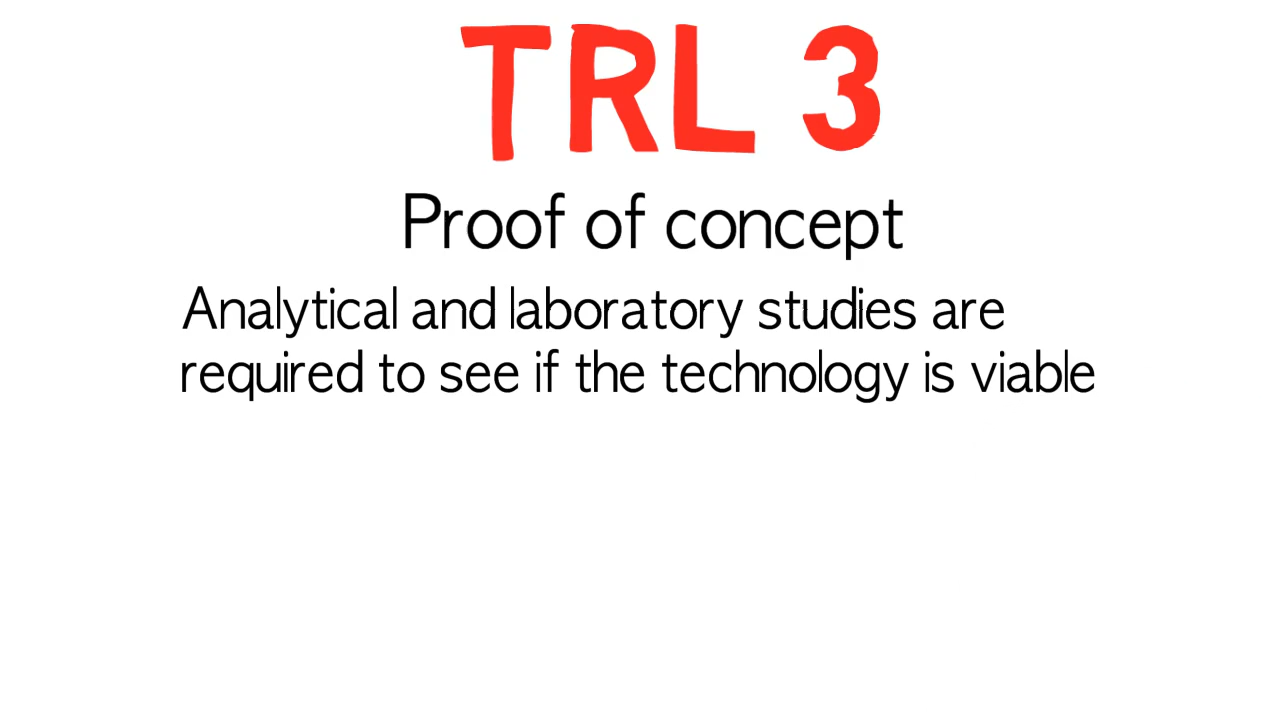 TRL 3
Proof of concept
Analytical and laboratory studies are
required to see if the technology is viable